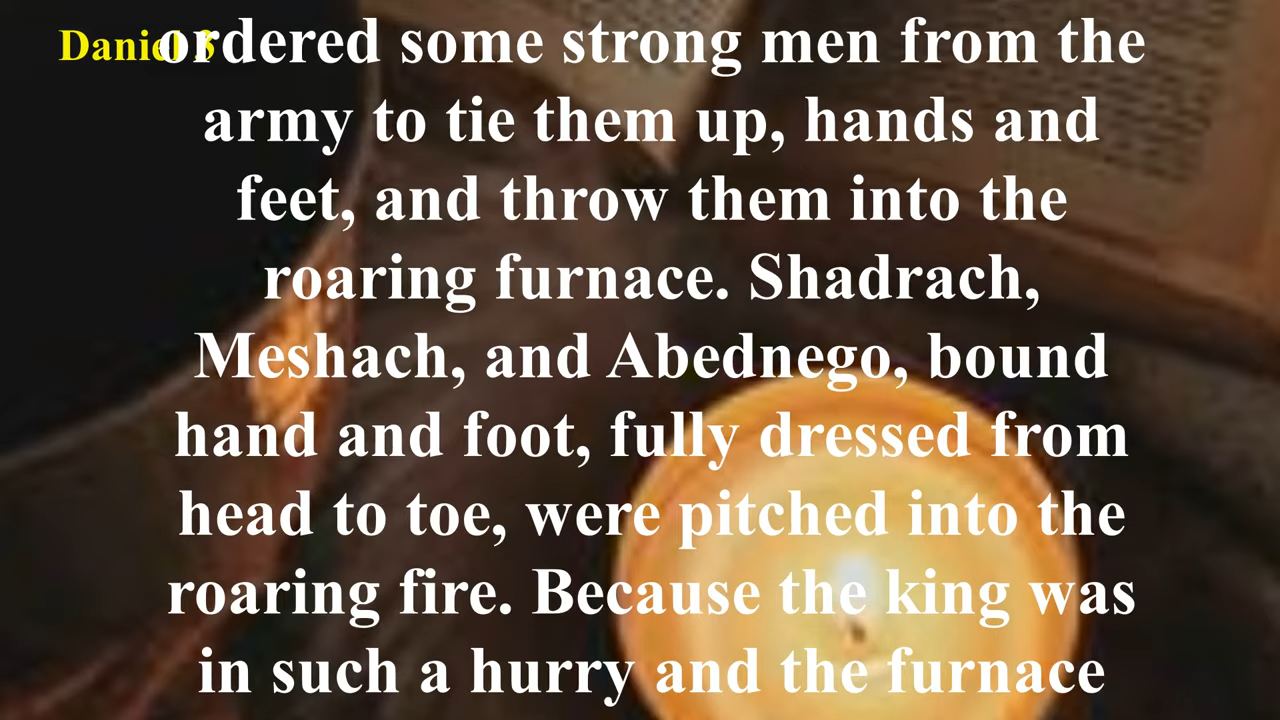 Daniel 3
ordered some strong men from the
army to tie them up, hands and
feet, and throw them into the
roaring furnace. Shadrach,
Meshach, and Abednego, bound
hand and foot, fully dressed from
head to toe, were pitched into the
roaring fire. Because the king was
in such a hurry and the furnace